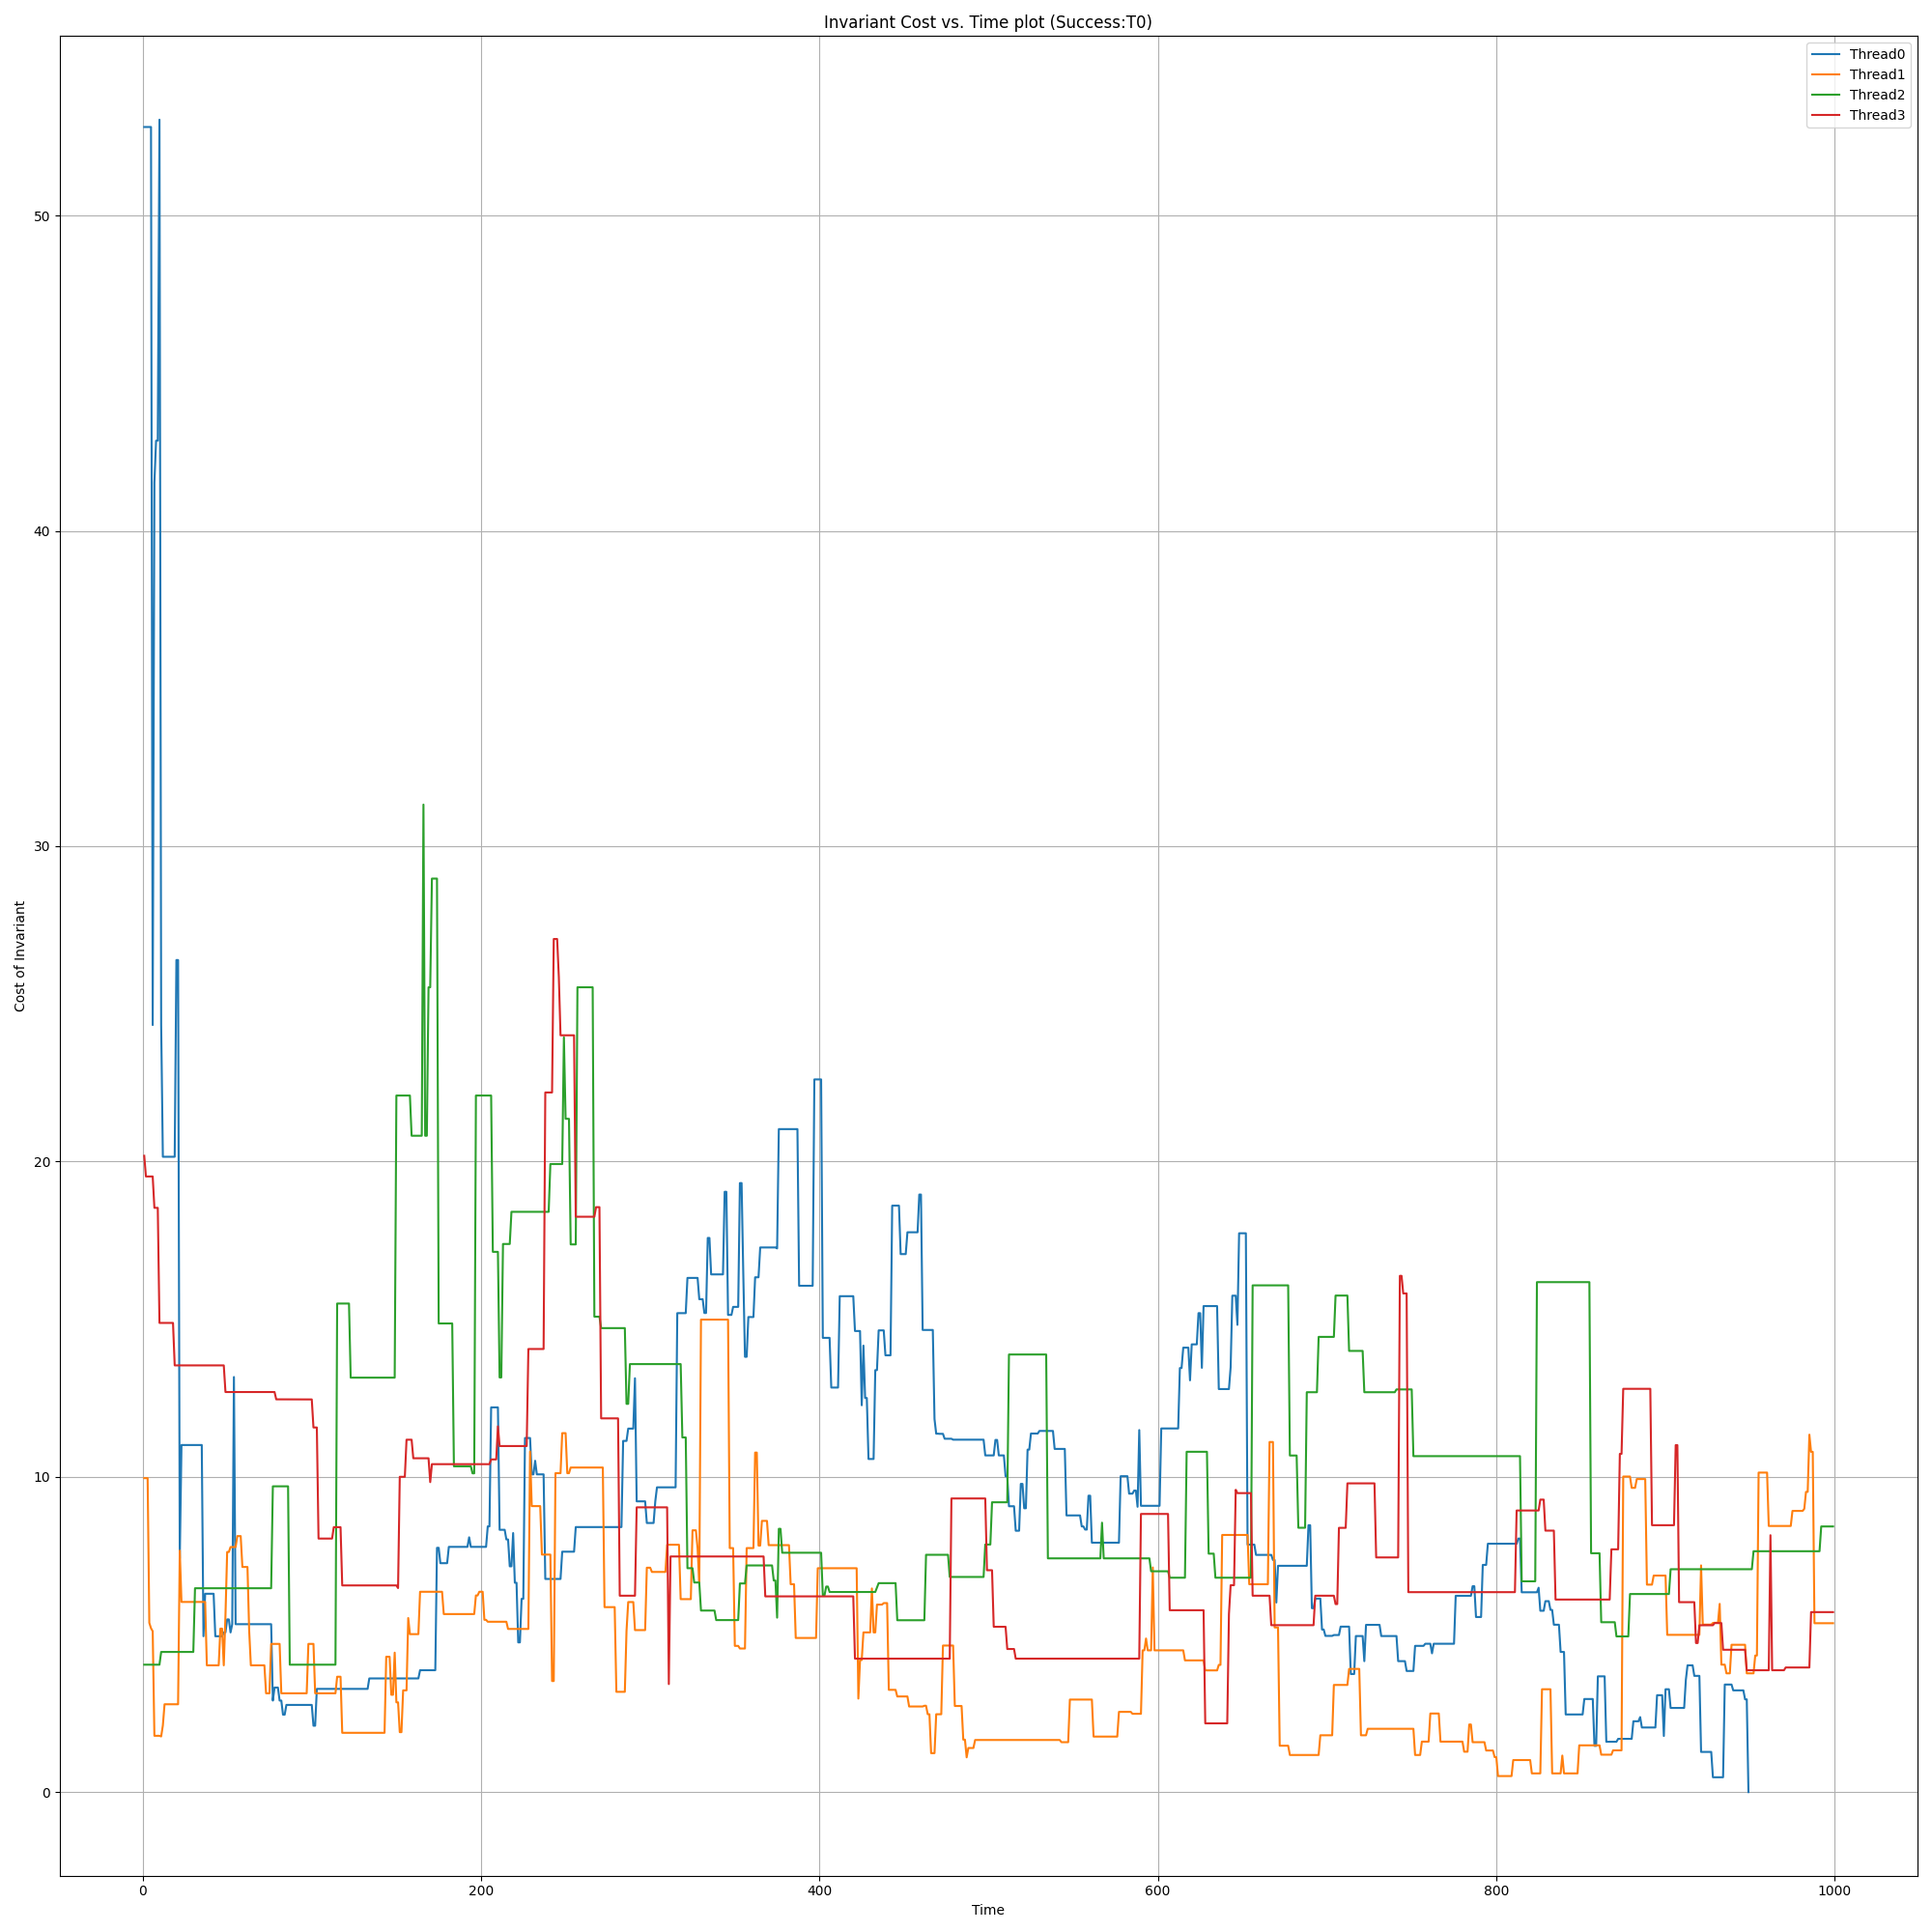 Invariant Cost vs. Time plot (Success:T0)
Thread0
Thread1
Thread2
Thread3
Cost of Invariant
50
40
30
20
10
0
0 200 400 600 800 1000
Time